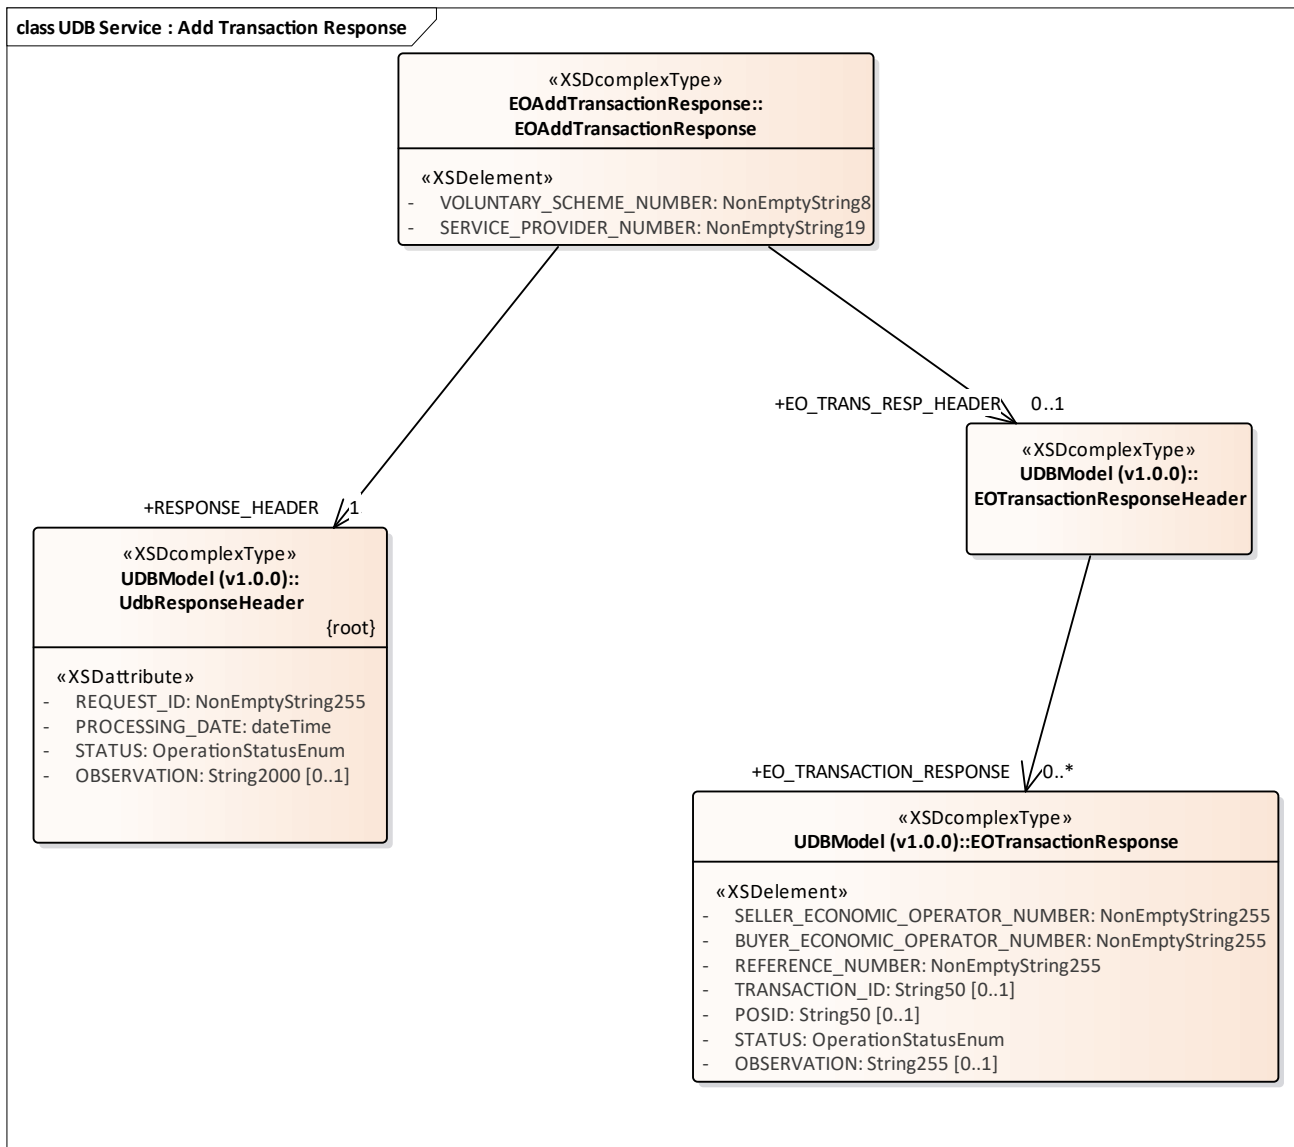 class UDB Service : Add Transaction Response
«XSDcomplexType»
EOAddTransactionResponse::
EOAddTransactionResponse
«XSDelement»
- VOLUNTARY_SCHEME_NUMBER: NonEmptyString8
- SERVICE_PROVIDER_NUMBER: NonEmptyString19
+EO_TRANS_RESP_HEADER 0..1
«XSDcomplexType»
UDBModel (v1.0.0)::
EOTransactionResponseHeader
+RESPONSE_HEADER 1
«XSDcomplexType»
UDBModel (v1.0.0)::
UdbResponseHeader
{root}
«XSDattribute»
- REQUEST_ID: NonEmptyString255
- PROCESSING_DATE: dateTime
- STATUS: OperationStatusEnum
- OBSERVATION: String2000 [0..1]
+EO_TRANSACTION_RESPONSE 0..*
«XSDcomplexType»
UDBModel (v1.0.0)::EOTransactionResponse
«XSDelement»
- SELLER_ECONOMIC_OPERATOR_NUMBER: NonEmptyString255
- BUYER_ECONOMIC_OPERATOR_NUMBER: NonEmptyString255
- REFERENCE_NUMBER: NonEmptyString255
- TRANSACTION_ID: String50 [0..1]
- POSID: String50 [0..1]
- STATUS: OperationStatusEnum
- OBSERVATION: String255 [0..1]